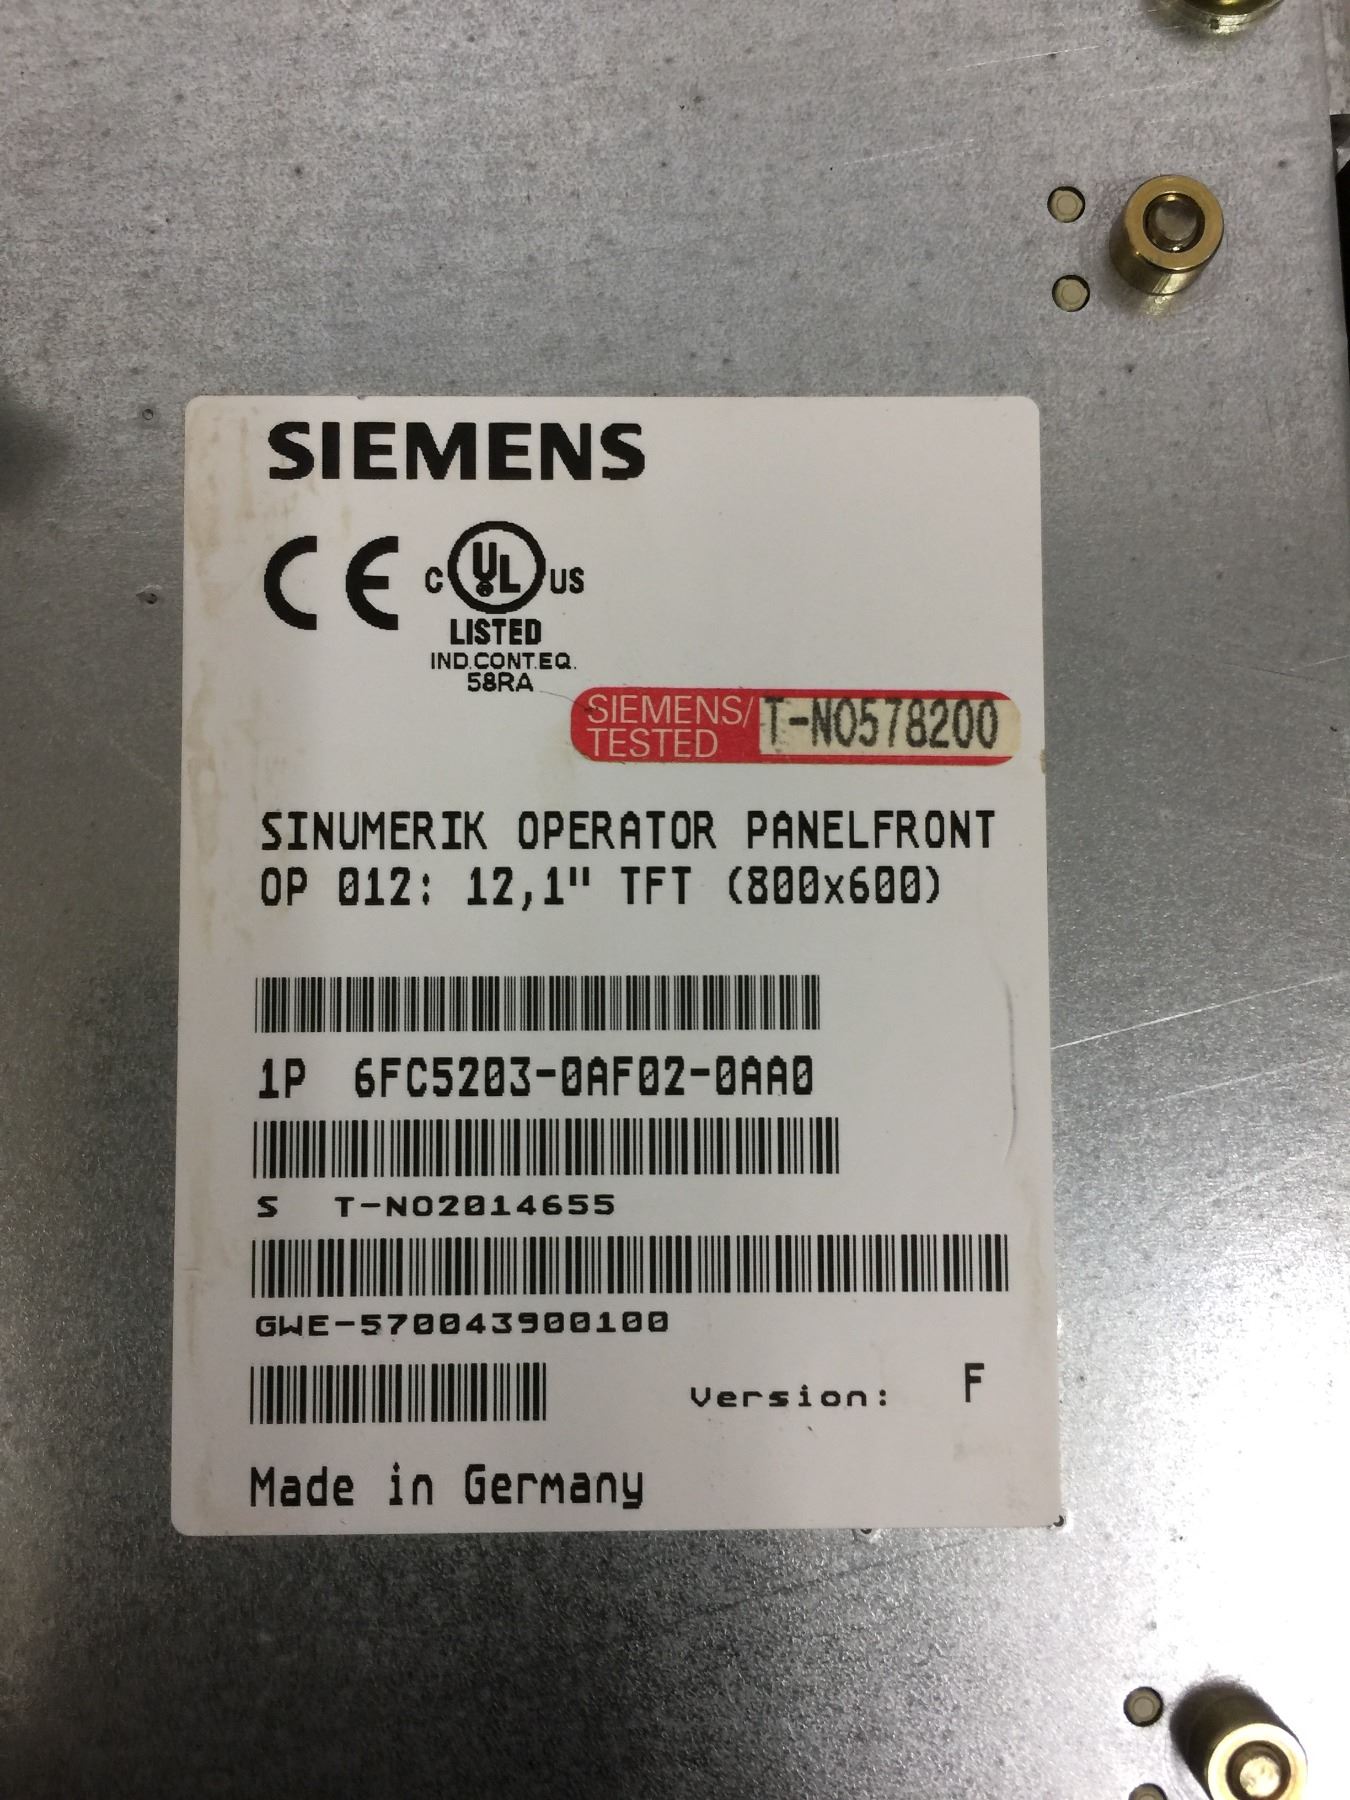 SIEMENS
CE
C UL US
LISTED
IND.CONT.EQ.
58RA
SIEMENS/
TESTED
T-N0578200
SINUMERIK OPERATOR PANELFRONT
OP 012: 12,1" TFT (800x600)
1P 6FC5203-0AF02-0AA0
S T-NO2014655
GWE-570043900100
Version: F
Made in Germany